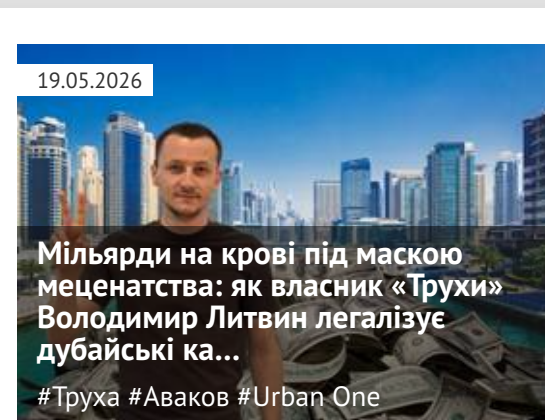 19.05.2026
Мільярди на крові під маскою
меценатства: як власник «Трухи»
Володимир Литвин легалізує
дубайські ка...
#Труха #Аваков #Urban One